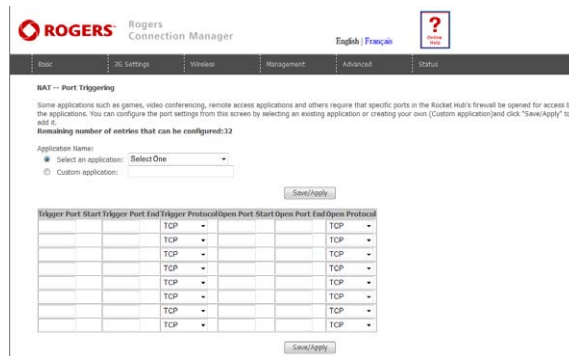 ROGERS™ Rogers
Connection Manager
English | Français
?
Online
Help
Basic 3G Settings Wireless Management Advanced Status
NAT -- Port Triggering
Some applications such as games, video conferencing, remote access applications and others require that specific ports in the Rocket Hub's firewall be opened for access b
the applications. You can configure the port settings from this screen by selecting an existing application or creating your own (Custom application)and click "Save/Apply" to
add it.
Remaining number of entries that can be configured:32
Application Name:
Select an application: Select One
Custom application:
Save/Apply
Trigger Port Start Trigger Port End Trigger Protocol Open Port Start Open Port End Open Protocol
TCP TCP
TCP TCP
TCP TCP
TCP TCP
TCP TCP
TCP TCP
TCP TCP
TCP TCP
Save/Apply